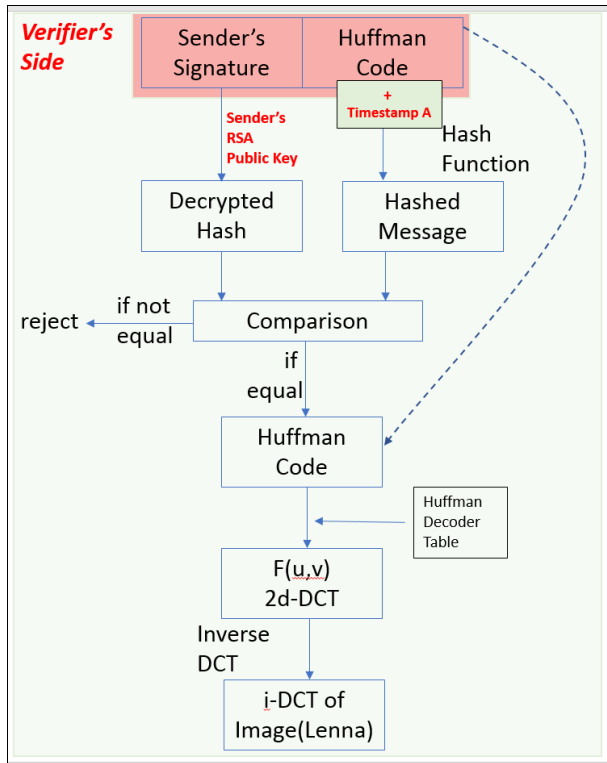 Verifier's
Side
Sender's
Signature
Huffman
Code
+
Timestamp A
Sender's
RSA
Public Key
Hash
Function
Decrypted
Hash
Hashed
Message
reject
if not
equal
Comparison
if
equal
Huffman
Code
Huffman
Decoder
Table
F(u,v)
2d-DCT
Inverse
DCT
i-DCT of
Image(Lenna)